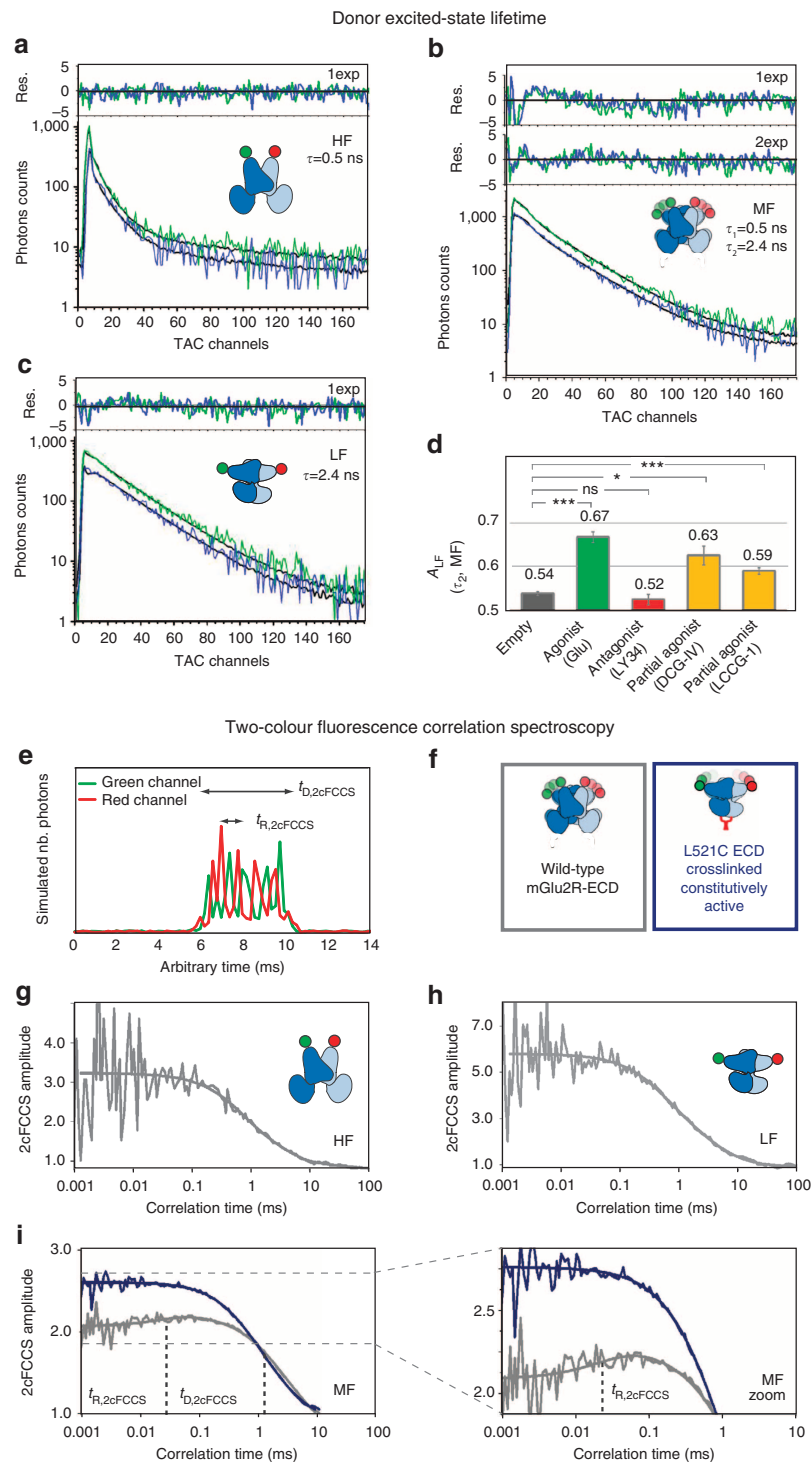 Donor excited-state lifetime
a
5
0
−5
Res.
1exp
1,000
100
10
1
Photons counts
HF
τ=0.5 ns
0 20 40 60 80 100 120 140 160
TAC channels
b
5
0
−5
Res.
1exp
5
0
−5
Res.
2exp
1,000
100
10
1
Photons counts
MF
τ1=0.5 ns
τ2=2.4 ns
0 20 40 60 80 100 120 140 160
TAC channels
c
5
0
−5
Res.
1exp
1,000
100
10
1
Photons counts
LF
τ=2.4 ns
0 20 40 60 80 100 120 140 160
TAC channels
d
***
*
ns
***
0.7
0.6
0.5
ALF
(τ2, MF)
0.54
0.67
0.52
0.63
0.59
Empty
Agonist
(Glu)
Antagonist
(LY34)
Partial agonist
(DCG-IV)
Partial agonist
(LCCG-1)
Two-colour fluorescence correlation spectroscopy
e
Green channel
Red channel
tD,2cFCCS
tR,2cFCCS
Simulated nb. photons
0 2 4 6 8 10 12 14
Arbitrary time (ms)
f
Wild-type
mGlu2R-ECD
L521C ECD
crosslinked
constitutively
active
g
4.0
3.0
2.0
1.0
2cFCCS amplitude
HF
0.001 0.01 0.1 1 10 100
Correlation time (ms)
h
7.0
5.0
3.0
1.0
2cFCCS amplitude
LF
0.001 0.01 0.1 1 10 100
Correlation time (ms)
i
3.0
2.0
1.0
2cFCCS amplitude
tR,2cFCCS
tD,2cFCCS
MF
0.001 0.01 0.1 1 10 100
Correlation time (ms)
2.5
2.0
2cFCCS amplitude
tR,2cFCCS
MF
zoom
0.001 0.01 0.1 1 10
Correlation time (ms)